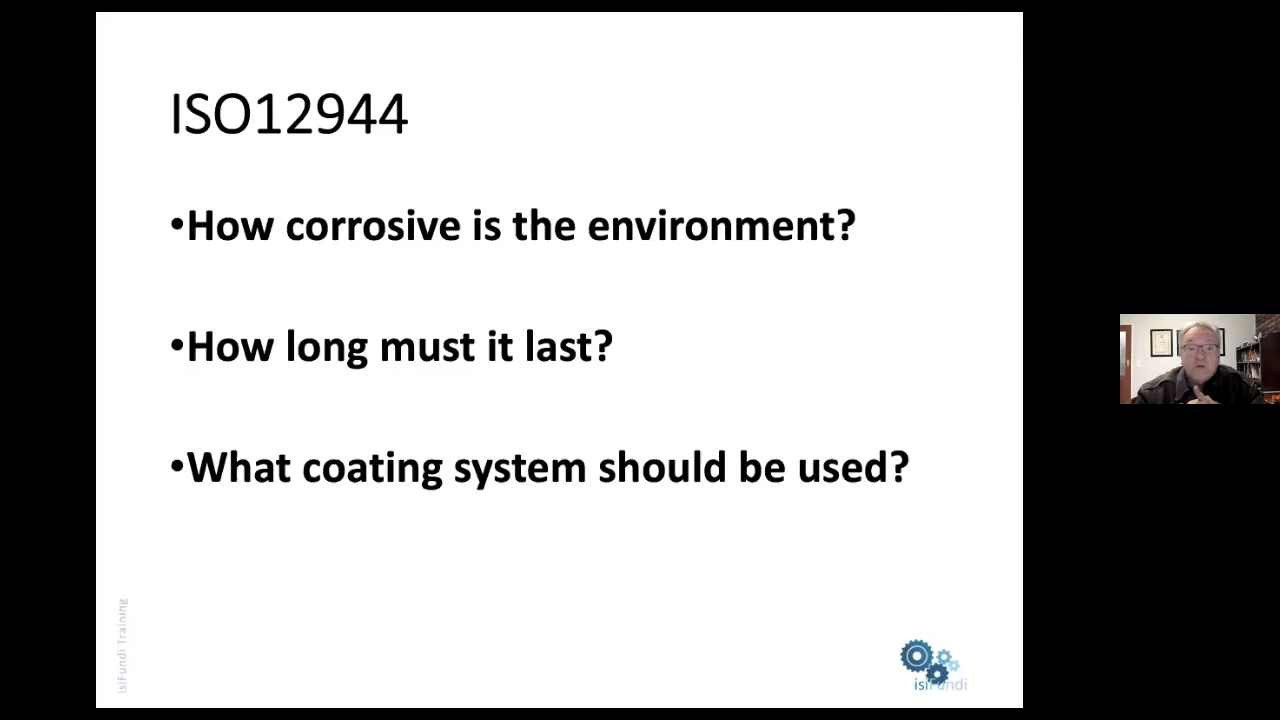 ISO12944
•How corrosive is the environment?
•How long must it last?
•What coating system should be used?
isiFundi Training
isiFundi